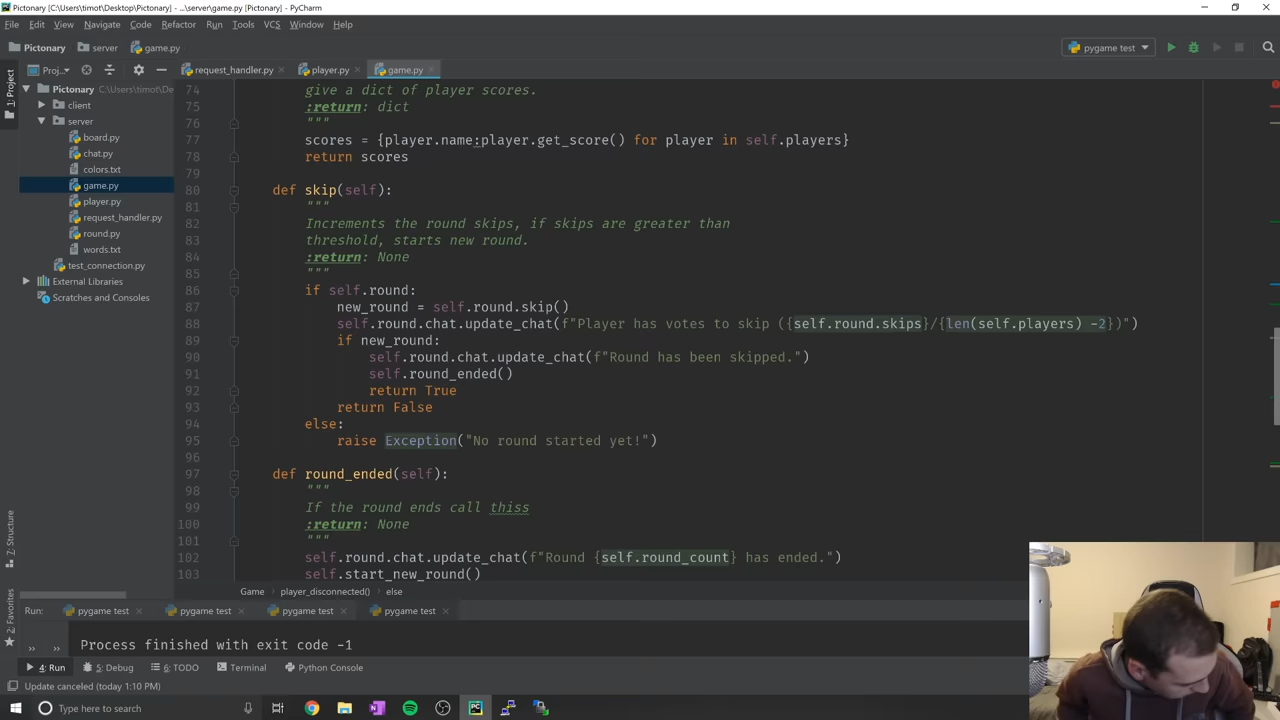 Pictonary [C:\Users\timot\Desktop\Pictonary] - ...\server\game.py [Pictonary] - PyCharm
File Edit View Navigate Code Refactor Run Tools VCS Window Help
Pictonary server game.py pygame test
1: Project Proj... request_handler.py player.py game.py
Pictonary C:\Users\timot\De
client
server
board.py
chat.py
colors.txt
game.py
player.py
request_handler.py
round.py
words.txt
test_connection.py
External Libraries
Scratches and Consoles
74 give a dict of player scores.
75 :return: dict
76 """
77 scores = {player.name:player.get_score() for player in self.players}
78 return scores
79
80 def skip(self):
81 """
82 Increments the round skips, if skips are greater than
83 threshold, starts new round.
84 :return: None
85 """
86 if self.round:
87 new_round = self.round.skip()
88 self.round.chat.update_chat(f"Player has votes to skip ({self.round.skips}/{len(self.players) -2})")
89 if new_round:
90 self.round.chat.update_chat(f"Round has been skipped.")
91 self.round_ended()
92 return True
93 return False
94 else:
95 raise Exception("No round started yet!")
96
97 def round_ended(self):
98 """
99 If the round ends call thiss
100 :return: None
101 """
102 self.round.chat.update_chat(f"Round {self.round_count} has ended.")
103 self.start_new_round()
Game player_disconnected() else
7: Structure
2: Favorites
Run: pygame test pygame test pygame test pygame test
Process finished with exit code -1
4: Run 5: Debug 6: TODO Terminal Python Console
Update canceled (today 1:10 PM)
Type here to search